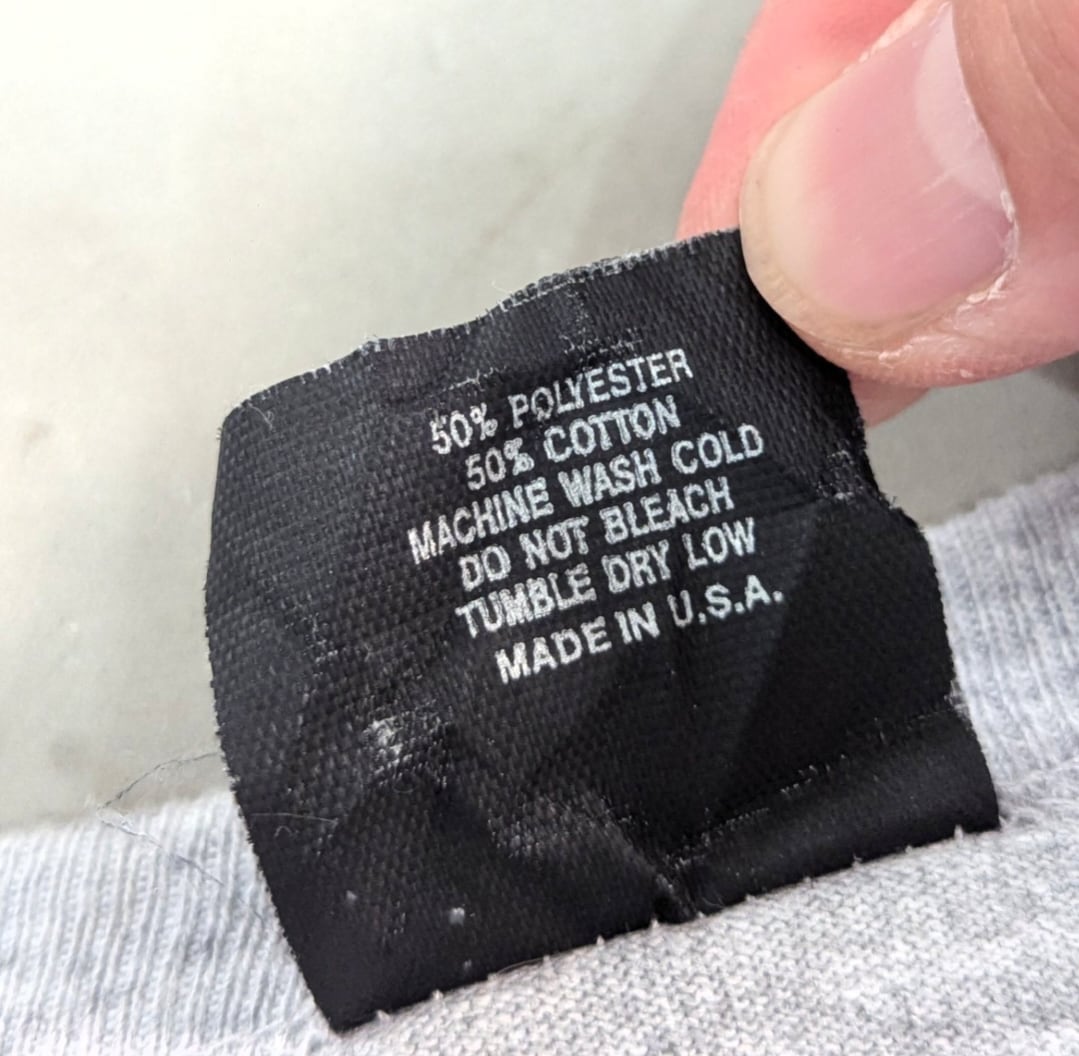 50% POLYESTER
50% COTTON
MACHINE WASH COLD
DO NOT BLEACH
TUMBLE DRY LOW
MADE IN U.S.A.